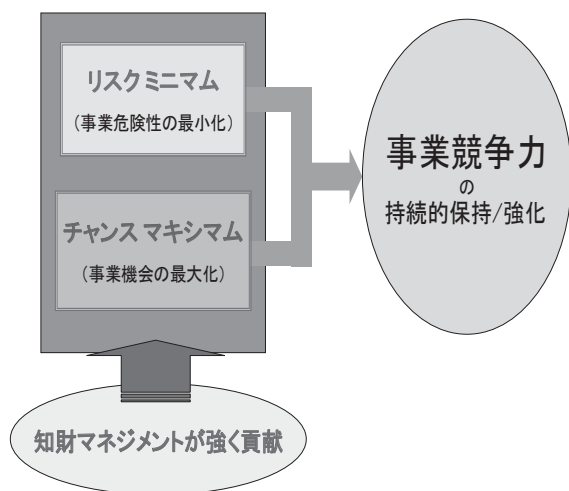 リスクミニマム
（事業危険性の最小化）
チャンス マキシマム
（事業機会の最大化）
事業競争力
の
持続的保持/強化
知財マネジメントが強く貢献